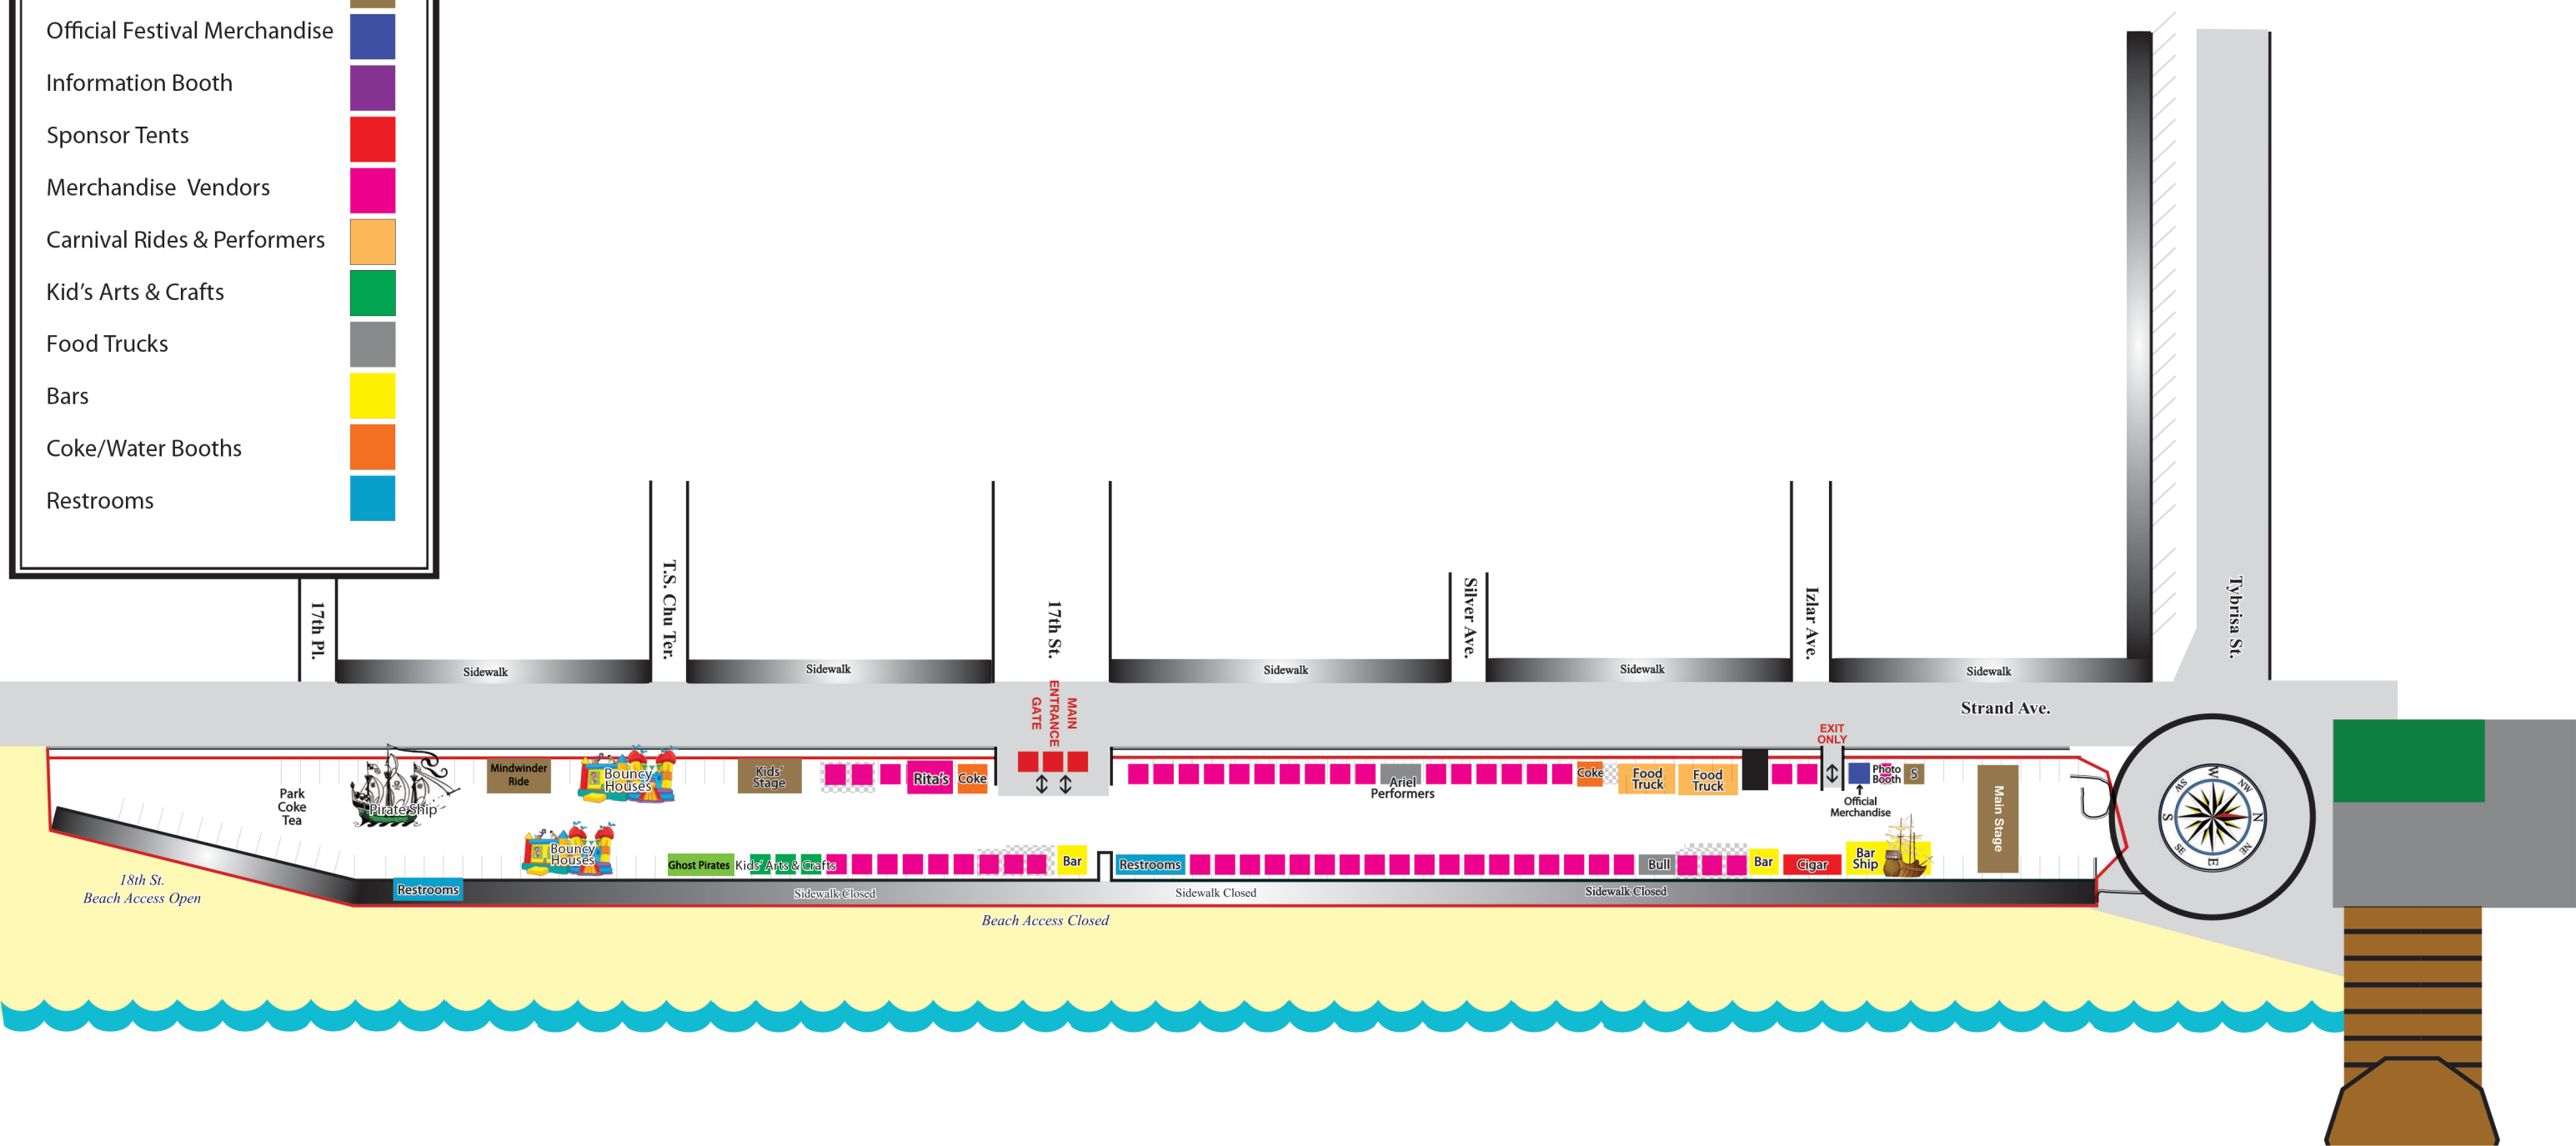 Official Festival Merchandise
Information Booth
Sponsor Tents
Merchandise  Vendors
Carnival Rides & Performers
Kid's Arts & Crafts
Food Trucks
Bars
Coke/Water Booths
Restrooms
17th Pl.
T.S. Chu Ter.
17th St.
Silver Ave.
Izlar Ave.
Tybrisa St.
Sidewalk
Sidewalk
Sidewalk
Sidewalk
Sidewalk
Strand Ave.
MAIN
ENTRANCE
GATE
EXIT
ONLY
Park
Coke
Tea
Pirate Ship
Mindwinder
Ride
Bouncy
Houses
Kids'
Stage
Rita's
Coke
Ariel
Performers
Coke
Food
Truck
Food
Truck
Photo
Booth
S
Official
Merchandise
Main Stage
Bouncy
Houses
Ghost Pirates
Kids' Arts & Crafts
Bar
Restrooms
Bull
Bar
Cigar
Bar
Ship
Restrooms
Sidewalk Closed
Sidewalk Closed
Sidewalk Closed
18th St.
Beach Access Open
Beach Access Closed
W
NW
N
NE
E
SE
S
SW